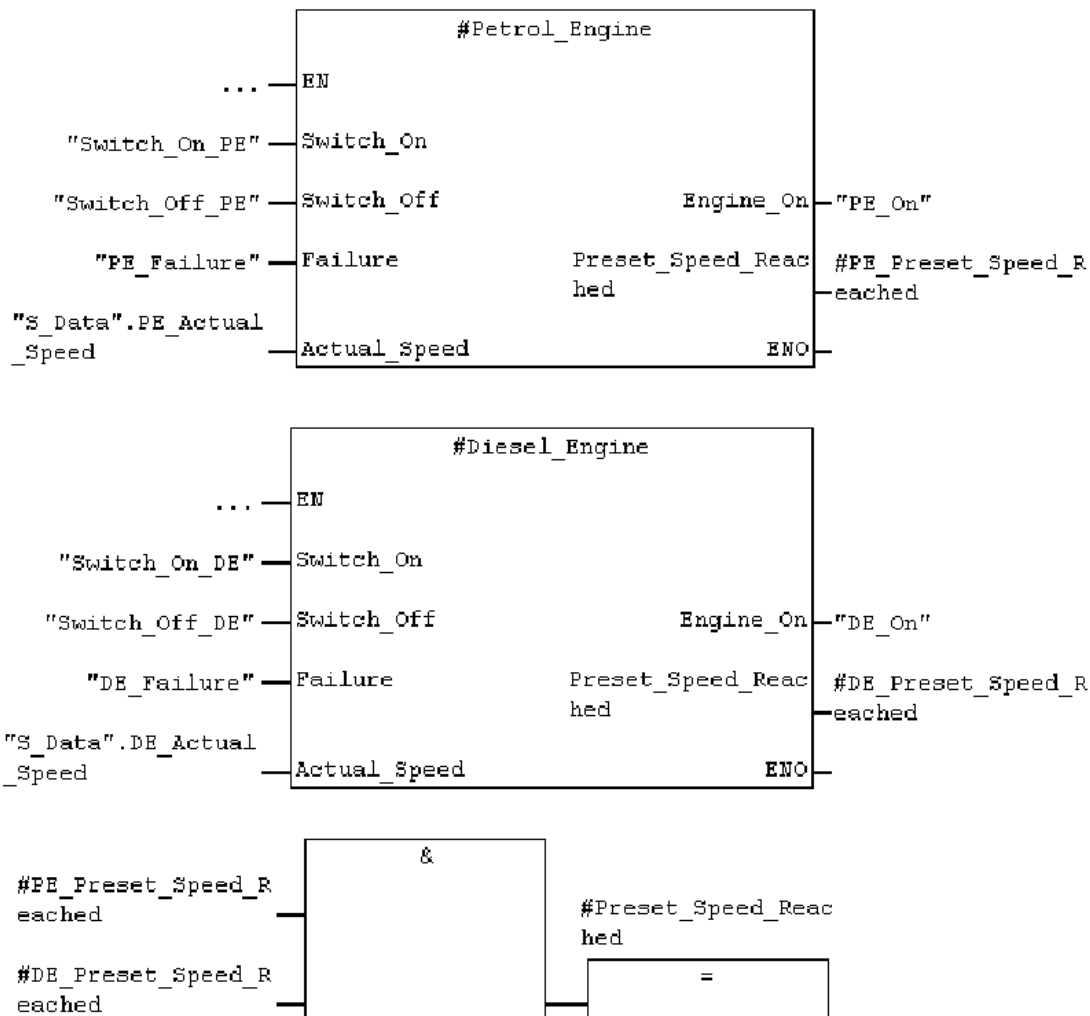 #Petrol_Engine
... EN
"Switch_On_PE" Switch_On
"Switch_Off_PE" Switch_Off Engine_On "PE_On"
"PE_Failure" Failure Preset_Speed_Reac #PE_Preset_Speed_R
hed eached
"S_Data".PE_Actual
_Speed Actual_Speed ENO
#Diesel_Engine
... EN
"Switch_On_DE" Switch_On
"Switch_Off_DE" Switch_Off Engine_On "DE_On"
"DE_Failure" Failure Preset_Speed_Reac #DE_Preset_Speed_R
hed eached
"S_Data".DE_Actual
_Speed Actual_Speed ENO
&
#PE_Preset_Speed_R
eached #Preset_Speed_Reac
hed
#DE_Preset_Speed_R =
eached